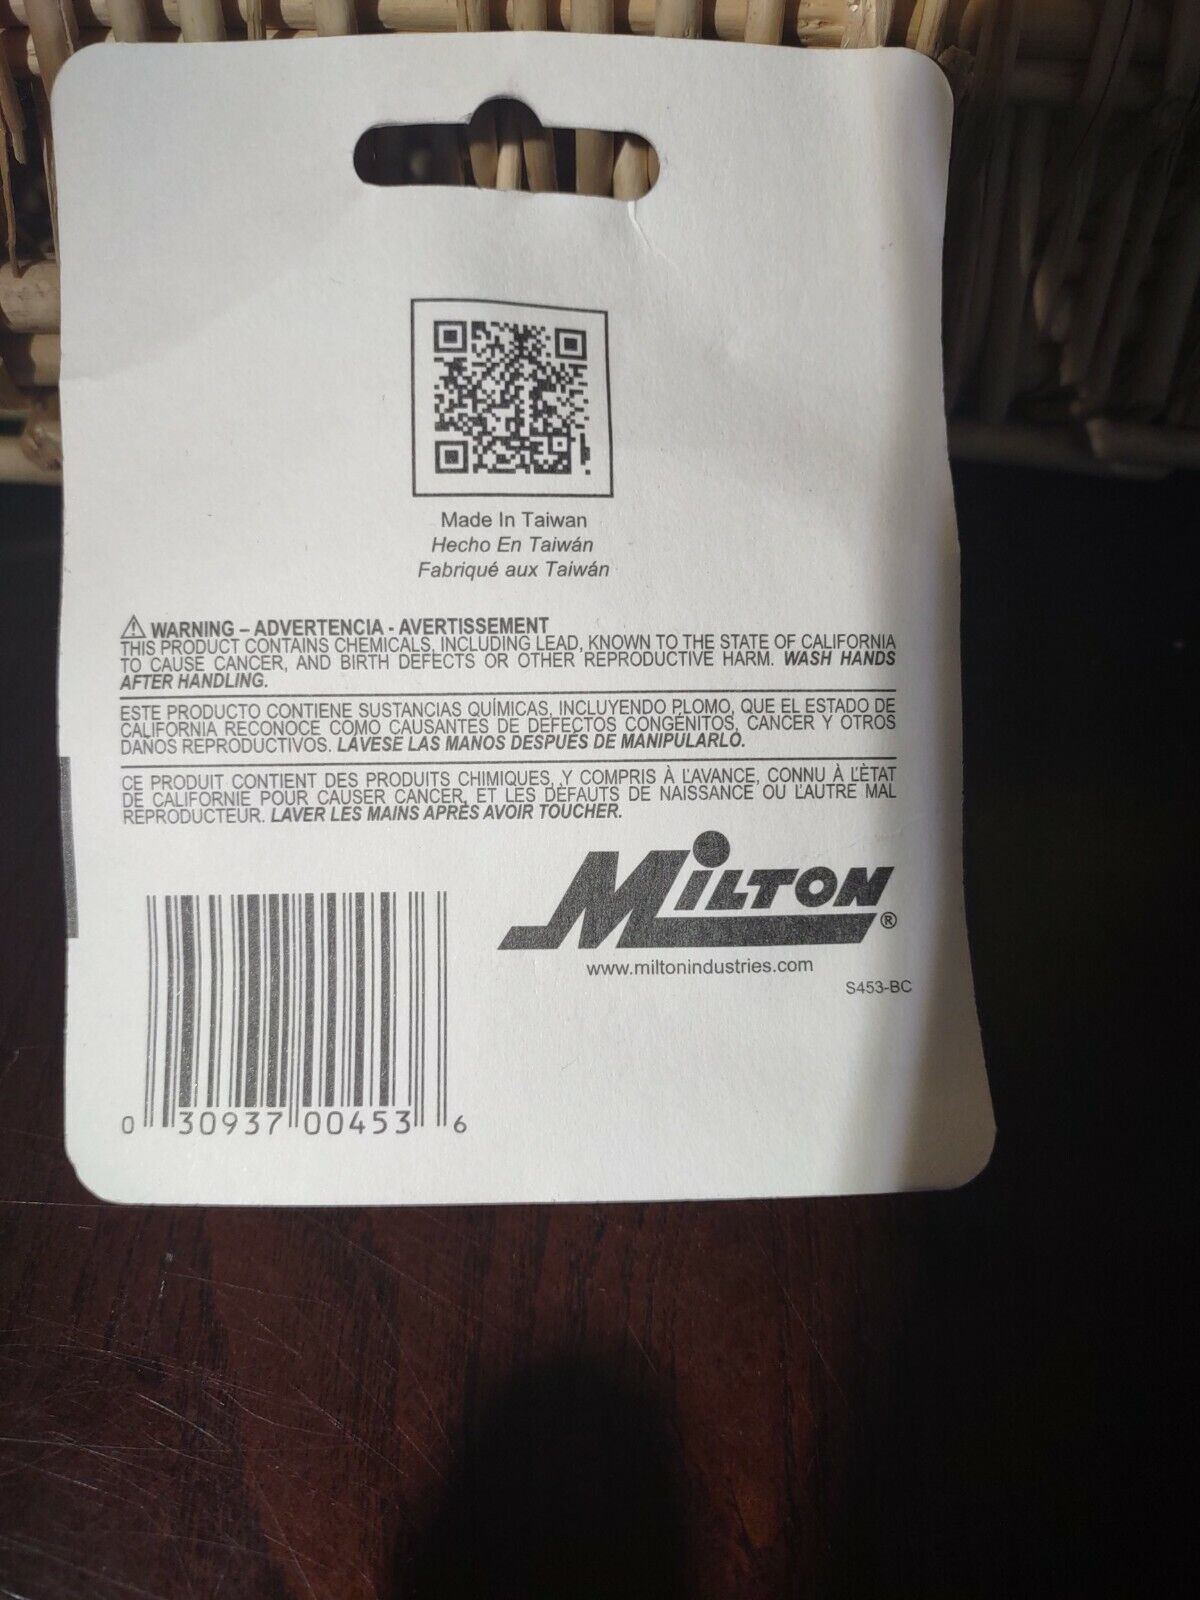 Made In Taiwan
Hecho En Taiwán
Fabriqué aux Taiwán
⚠ WARNING – ADVERTENCIA - AVERTISSEMENT
THIS PRODUCT CONTAINS CHEMICALS, INCLUDING LEAD, KNOWN TO THE STATE OF CALIFORNIA
TO CAUSE CANCER, AND BIRTH DEFECTS OR OTHER REPRODUCTIVE HARM. WASH HANDS
AFTER HANDLING.
ESTE PRODUCTO CONTIENE SUSTANCIAS QUÍMICAS, INCLUYENDO PLOMO, QUE EL ESTADO DE
CALIFORNIA RECONOCE COMO CAUSANTES DE DEFECTOS CONGÉNITOS, CANCER Y OTROS
DAÑOS REPRODUCTIVOS. LÁVESE LAS MANOS DESPUÉS DE MANIPULARLO.
CE PRODUIT CONTIENT DES PRODUITS CHIMIQUES, Y COMPRIS À L'AVANCE, CONNU À L'ÈTAT
DE CALIFORNIE POUR CAUSER CANCER, ET LES DÈFAUTS DE NAISSANCE OU L'AUTRE MAL
REPRODUCTEUR. LAVER LES MAINS APRÈS AVOIR TOUCHER.
MILTON®
www.miltonindustries.com
S453-BC
0 30937 00453 6